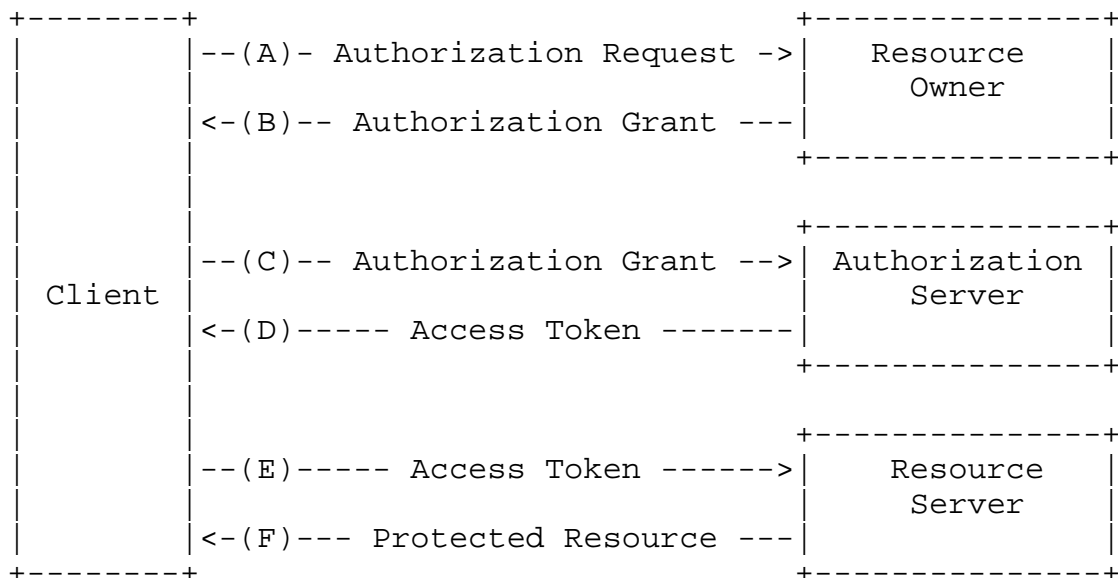 --(A)- Authorization Request -> Resource
Owner
<-(B)-- Authorization Grant ---
--(C)-- Authorization Grant --> Authorization
Client Server
<-(D)----- Access Token -------
--(E)----- Access Token ------> Resource
Server
<-(F)--- Protected Resource ---